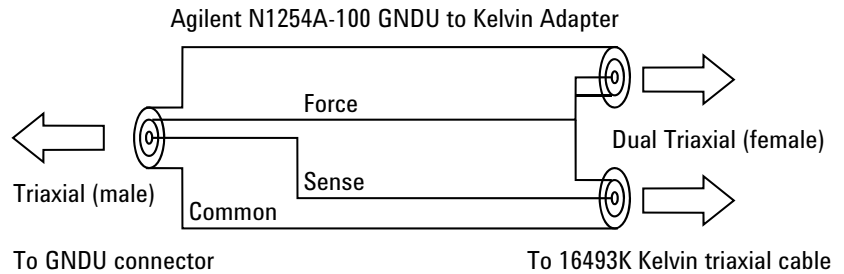 Agilent N1254A-100 GNDU to Kelvin Adapter
Force
Dual Triaxial (female)
Triaxial (male)
Sense
Common
To GNDU connector
To 16493K Kelvin triaxial cable